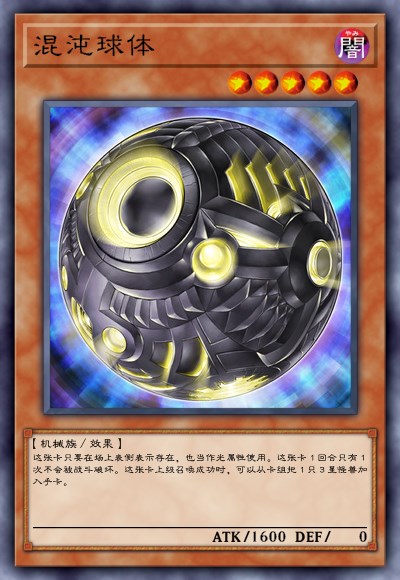 混沌球体
闇
やみ
【机械族/效果】
这张卡只要在场上表侧表示存在，也当作光属性使用。这张卡1回合只有1
次不会被战斗破坏。这张卡上级召唤成功时，可以从卡组把1只3星怪兽加
入手卡。
ATK/1600 DEF/ 0